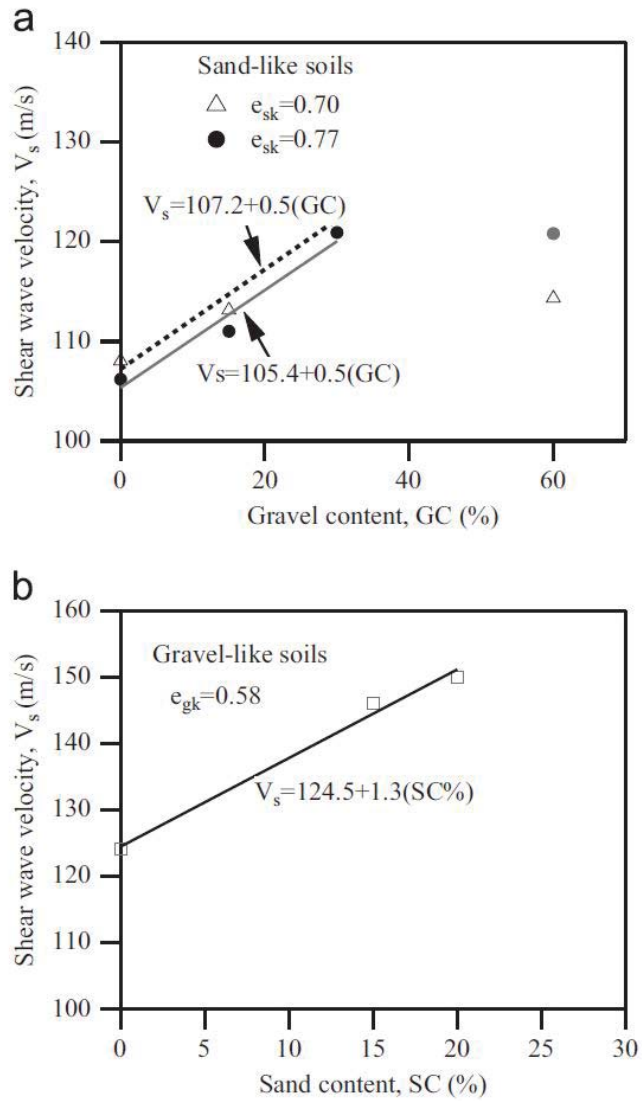 a
140
130
120
110
100
Shear wave velocity, Vₛ (m/s)
Sand-like soils
eₛₖ=0.70
eₛₖ=0.77
Vₛ=107.2+0.5(GC)
Vs=105.4+0.5(GC)
0 20 40 60
Gravel content, GC (%)
b
160
150
140
130
120
110
100
Shear wave velocity, Vₛ (m/s)
Gravel-like soils
e_gk=0.58
Vₛ=124.5+1.3(SC%)
0 5 10 15 20 25 30
Sand content, SC (%)